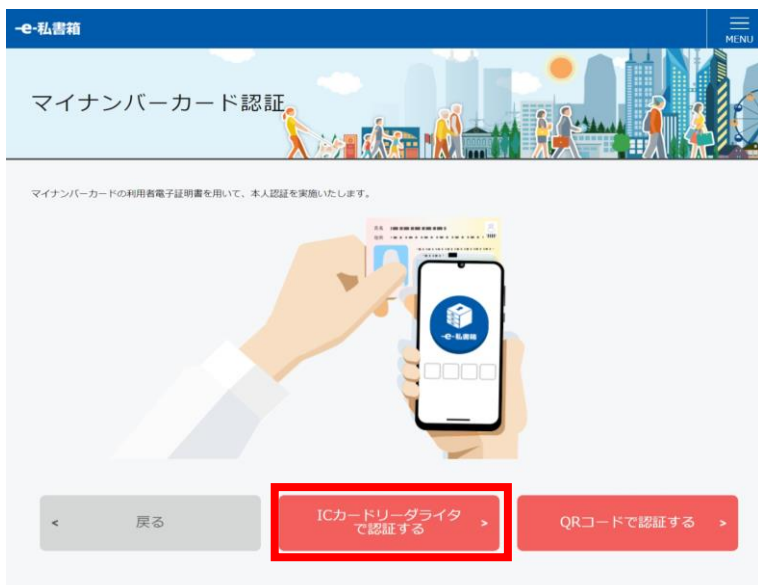 -e-私書箱
MENU
マイナンバーカード認証
マイナンバーカードの利用者電子証明書を用いて、本人認証を実施いたします。
-e-私書箱
< 戻る
ICカードリーダライタ
で認証する >
QRコードで認証する >